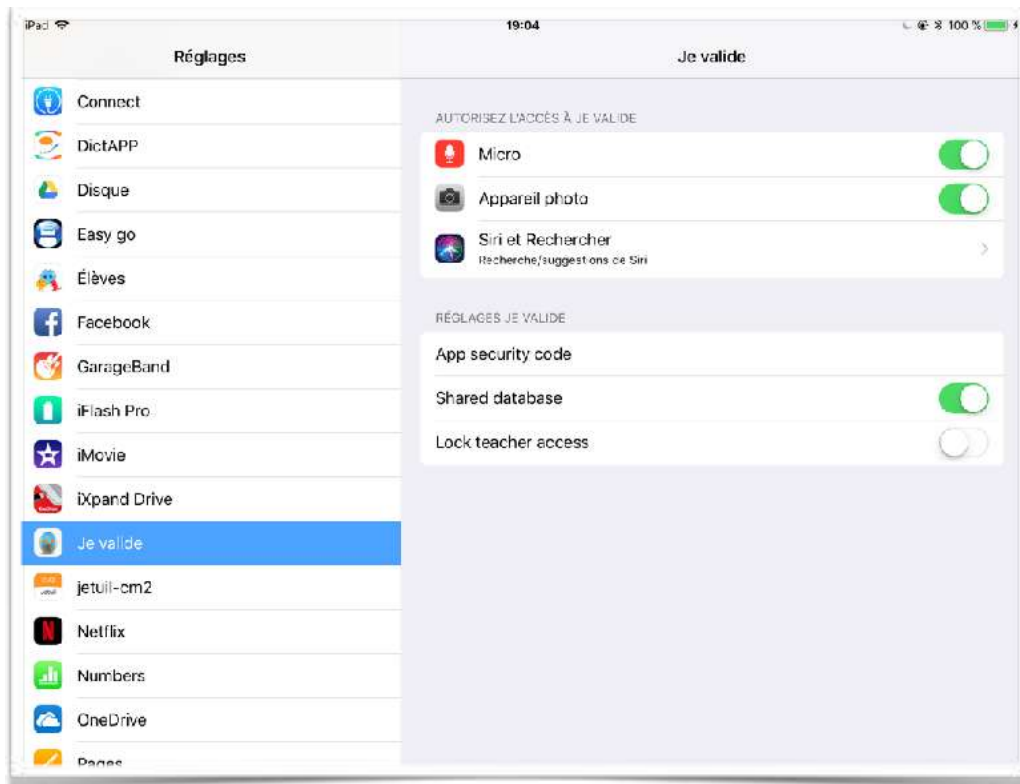 iPad
19:04
100 %
Réglages
Je valide
Connect
DictAPP
Disque
Easy go
Élèves
Facebook
GarageBand
iFlash Pro
iMovie
iXpand Drive
Je valide
jetuil-cm2
Netflix
Numbers
OneDrive
Pages
AUTORISEZ L'ACCÈS À JE VALIDE
Micro
Appareil photo
Siri et Rechercher
Recherche/suggestions de Siri
RÉGLAGES JE VALIDE
App security code
Shared database
Lock teacher access